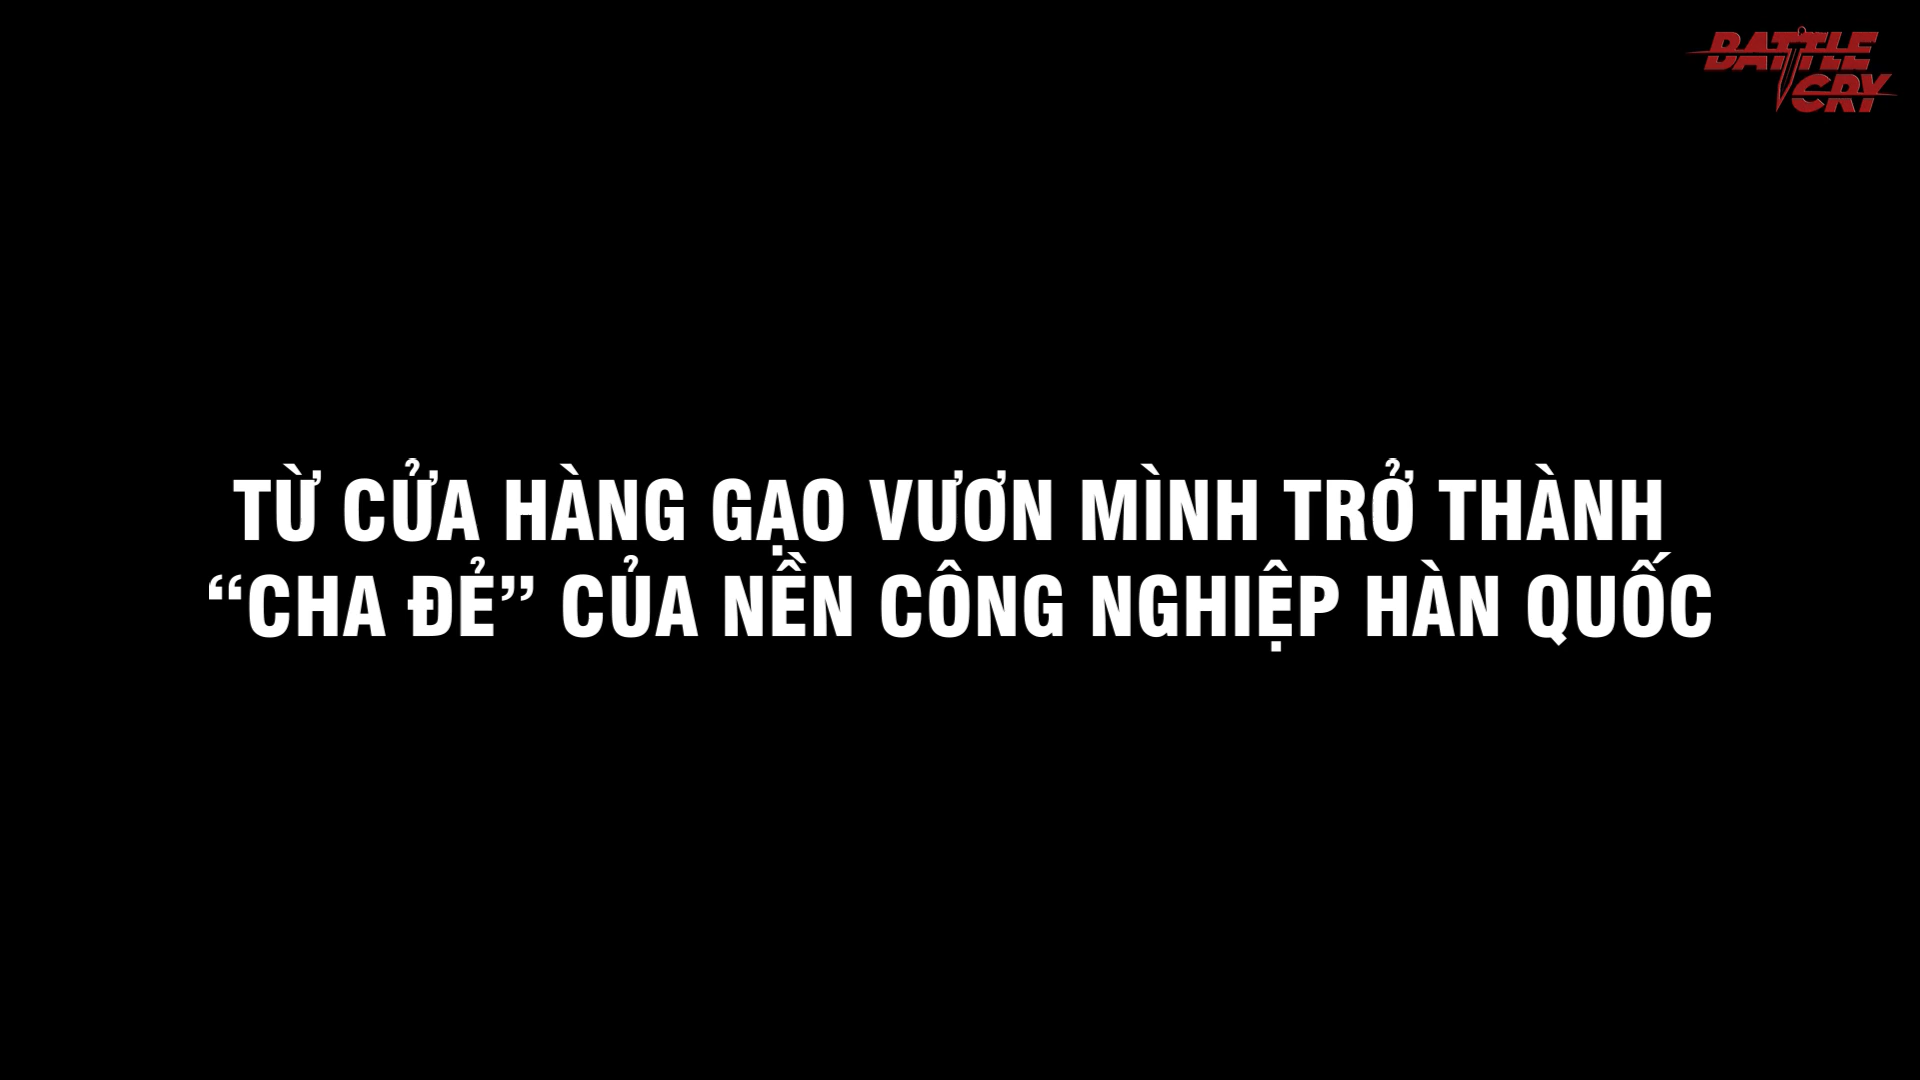 BATTLE
CRY
TỪ CỬA HÀNG GẠO VƯƠN MÌNH TRỞ THÀNH
“CHA ĐẺ” CỦA NỀN CÔNG NGHIỆP HÀN QUỐC